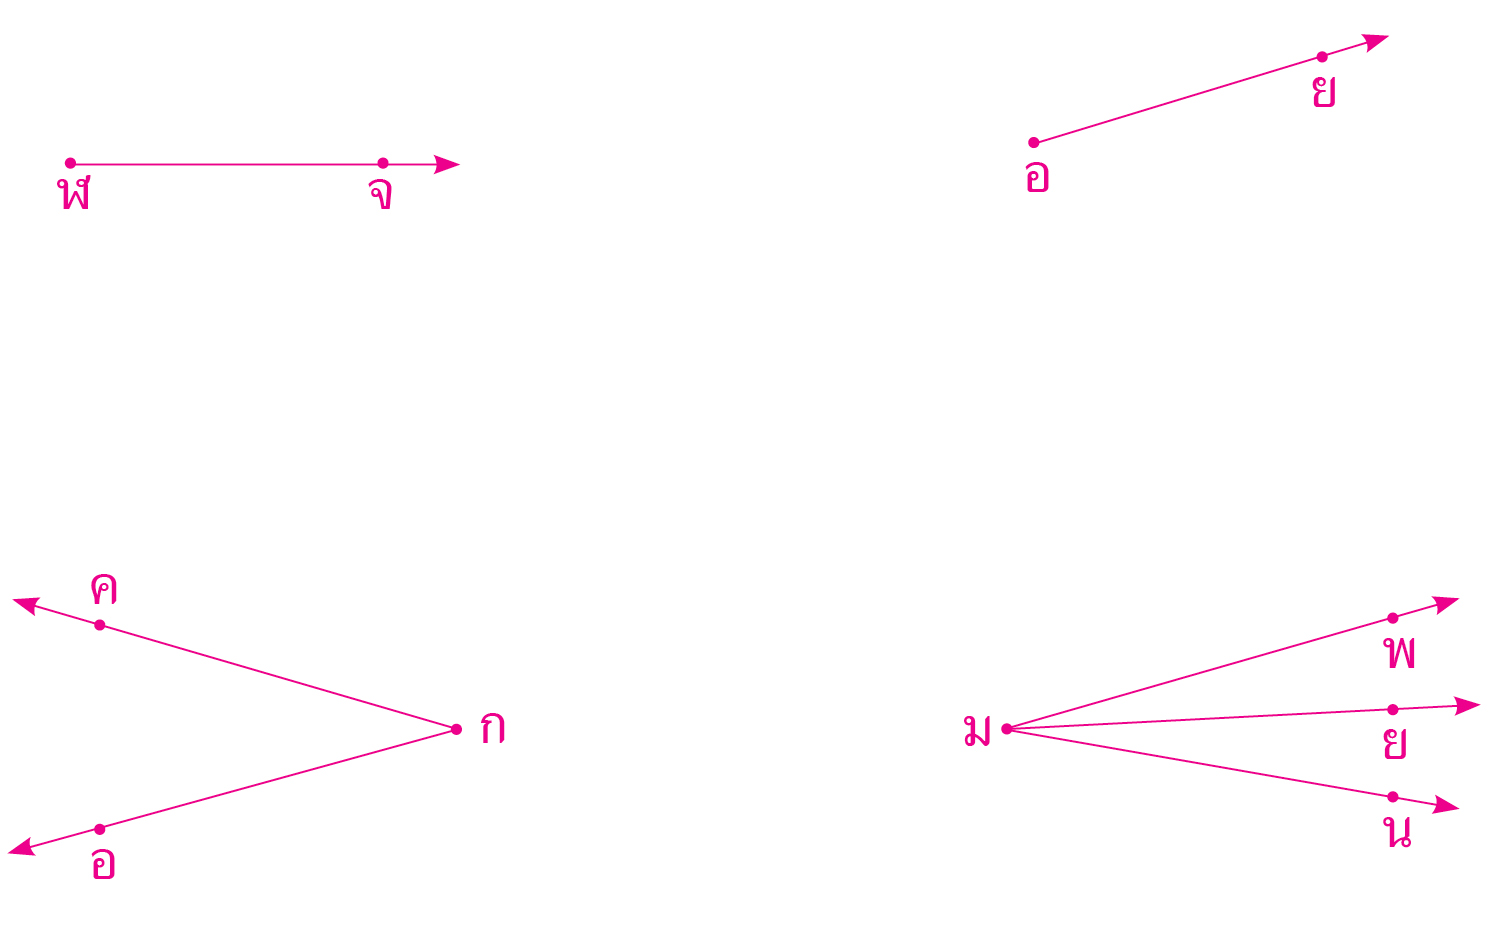 ย
อ
ฬ จ
ค
ก
อ
พ
ม
ย
น